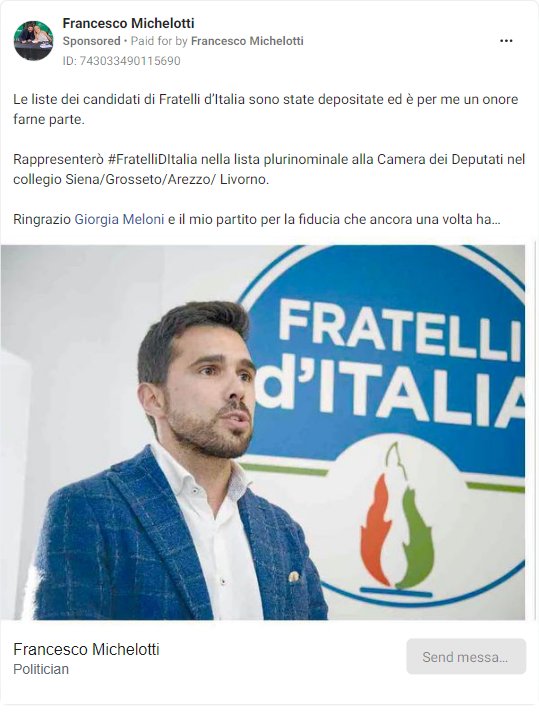 Francesco Michelotti
Sponsored • Paid for by Francesco Michelotti
ID: 743033490115690
Le liste dei candidati di Fratelli d’Italia sono state depositate ed è per me un onore
farne parte.
Rappresenterò #FratelliDItalia nella lista plurinominale alla Camera dei Deputati nel
collegio Siena/Grosseto/Arezzo/ Livorno.
Ringrazio Giorgia Meloni e il mio partito per la fiducia che ancora una volta ha...
FRATELLI
d’ITALIA
Francesco Michelotti
Politician
Send messa...